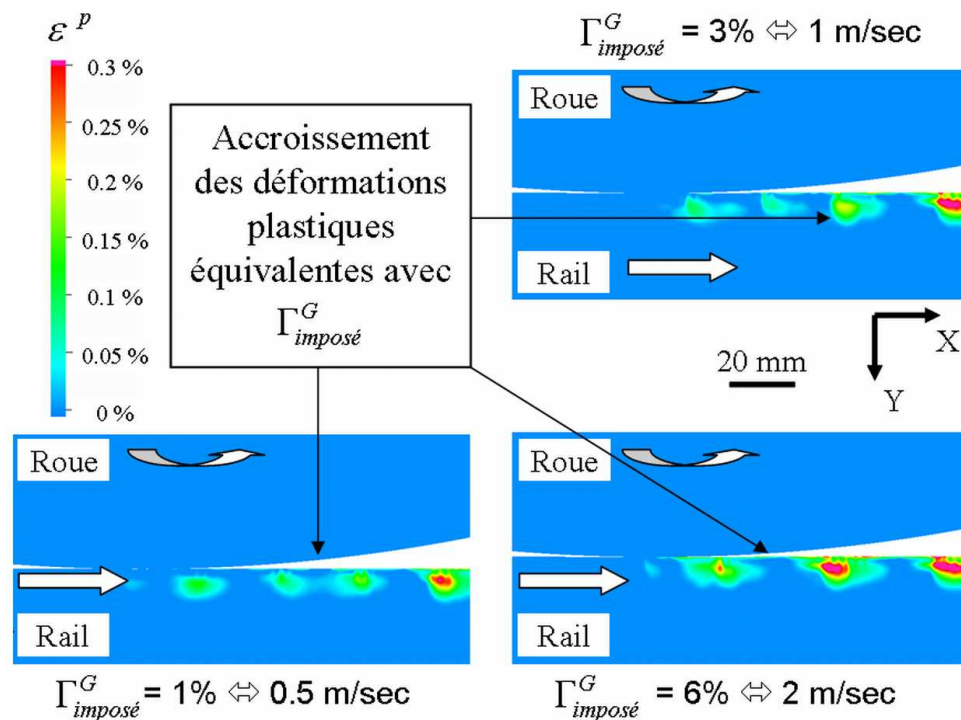 ε p
0.3 %
0.25 %
0.2 %
0.15 %
0.1 %
0.05 %
0 %
Accroissement
des déformations
plastiques
équivalentes avec
Γ G imposé
Γ G imposé = 3% ⇔ 1 m/sec
Roue
Rail
X
Y
20 mm
Roue
Rail
Γ G imposé = 1% ⇔ 0.5 m/sec
Roue
Rail
Γ G imposé = 6% ⇔ 2 m/sec